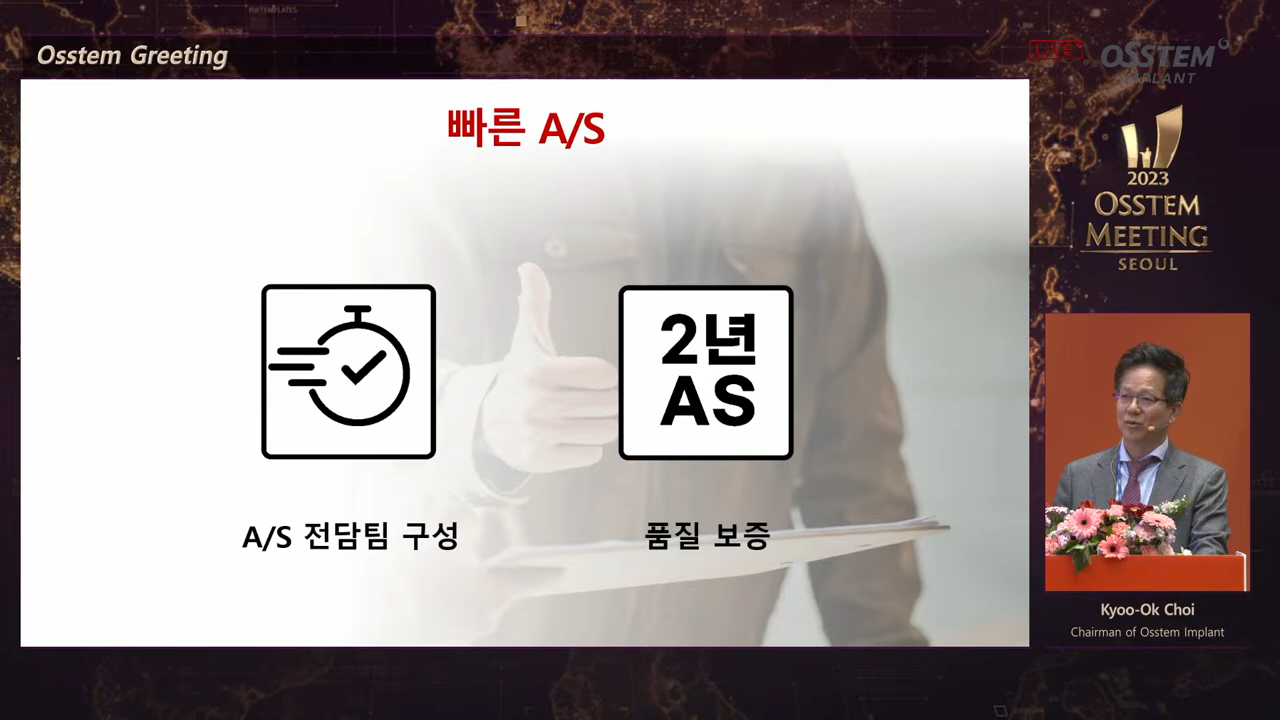 Osstem Greeting
LIVE
OSSTEM
IMPLANT
빠른 A/S
2년
AS
A/S 전담팀 구성
품질 보증
2023
OSSTEM
MEETING
SEOUL
Kyoo-Ok Choi
Chairman of Osstem Implant